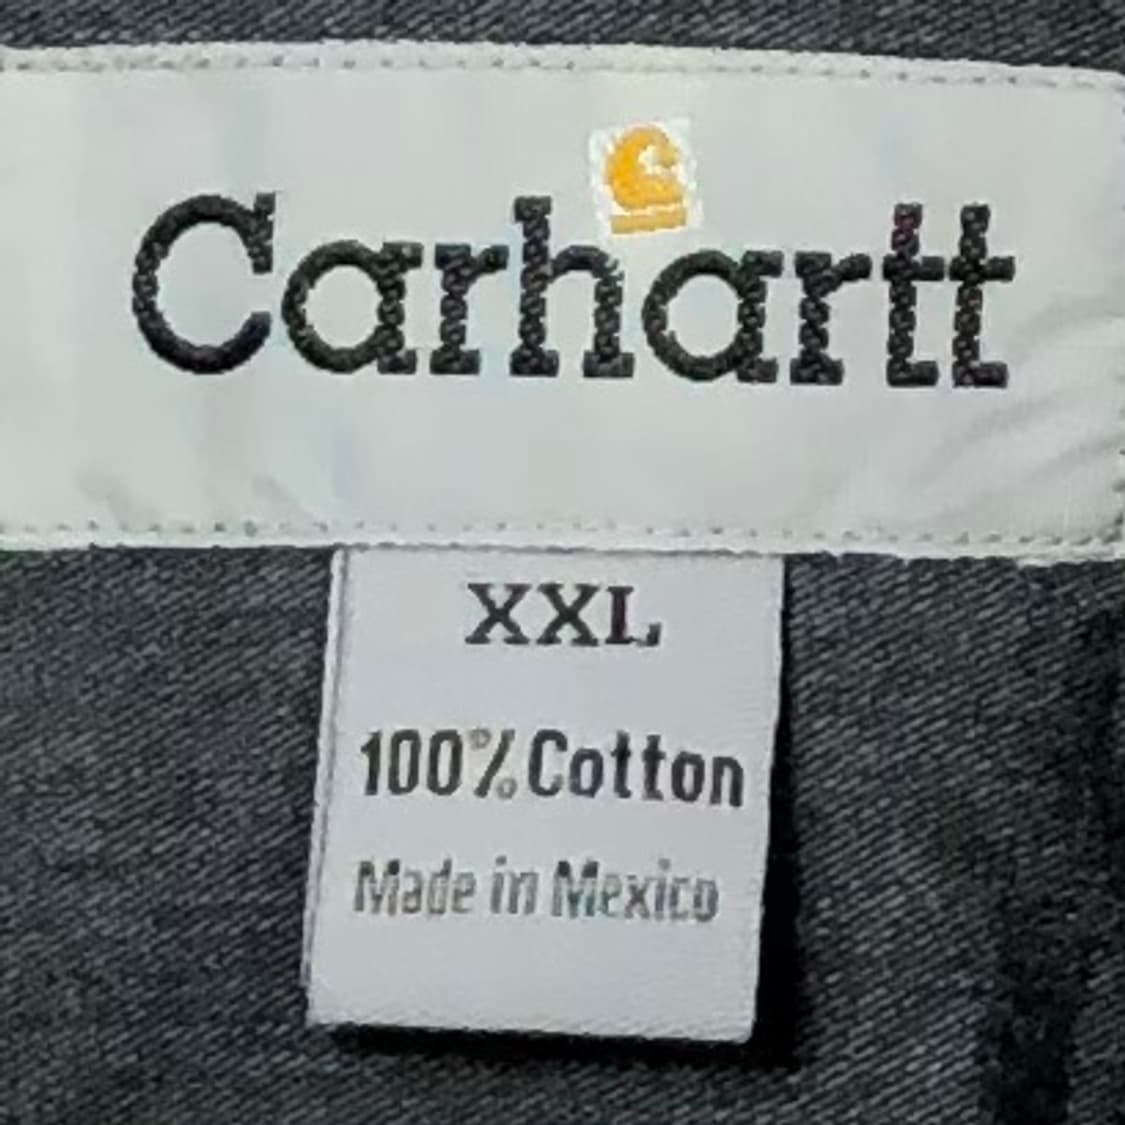 Carhartt
XXL
100% Cotton
Made in Mexico